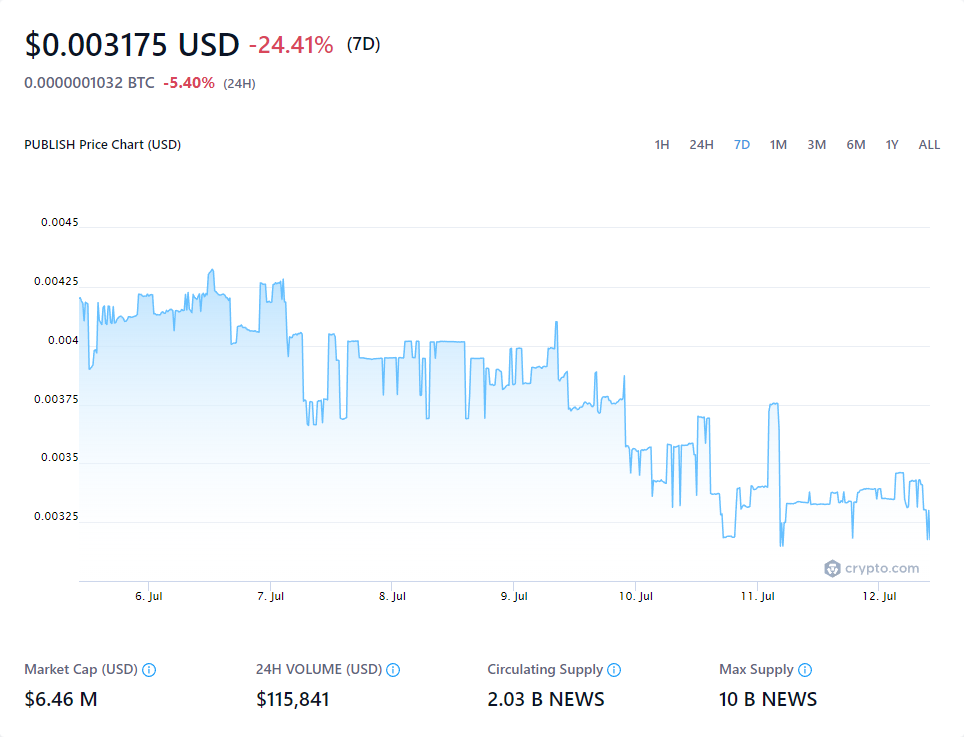 $0.003175 USD -24.41% (7D)
0.0000001032 BTC -5.40% (24H)
PUBLISH Price Chart (USD) 1H 24H 7D 1M 3M 6M 1Y ALL
0.0045
0.00425
0.004
0.00375
0.0035
0.00325
crypto.com
6. Jul 7. Jul 8. Jul 9. Jul 10. Jul 11. Jul 12. Jul
Market Cap (USD) 24H VOLUME (USD) Circulating Supply Max Supply
$6.46 M $115,841 2.03 B NEWS 10 B NEWS